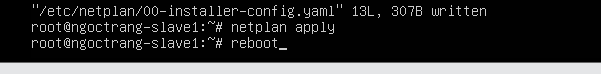 "/etc/netplan/00-installer-config.yaml" 13L, 307B written
root@ngoctrang-slave1:~# netplan apply
root@ngoctrang-slave1:~# reboot_